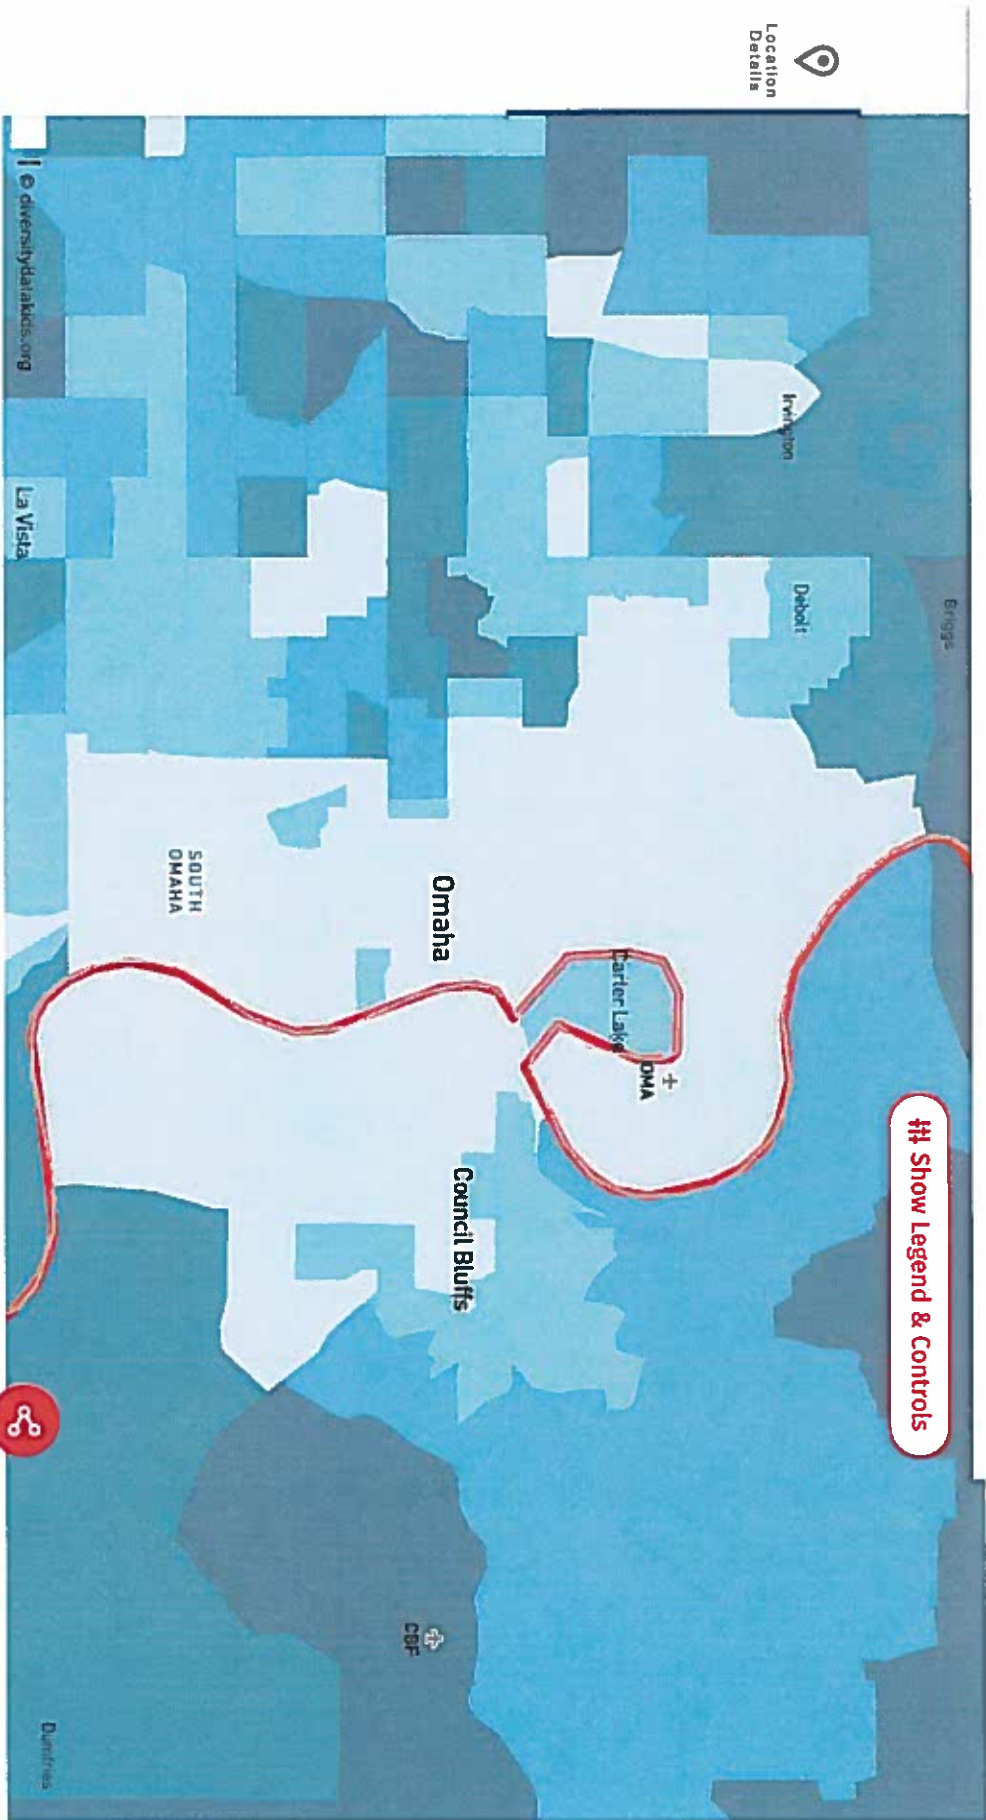 Location
Details
Show Legend & Controls
Briggs
Irvington
Debolt
Carter Lake
OMA
Omaha
Council Bluffs
CBF
SOUTH
OMAHA
La Vista
Dumfries
| © diversitydatakids.org